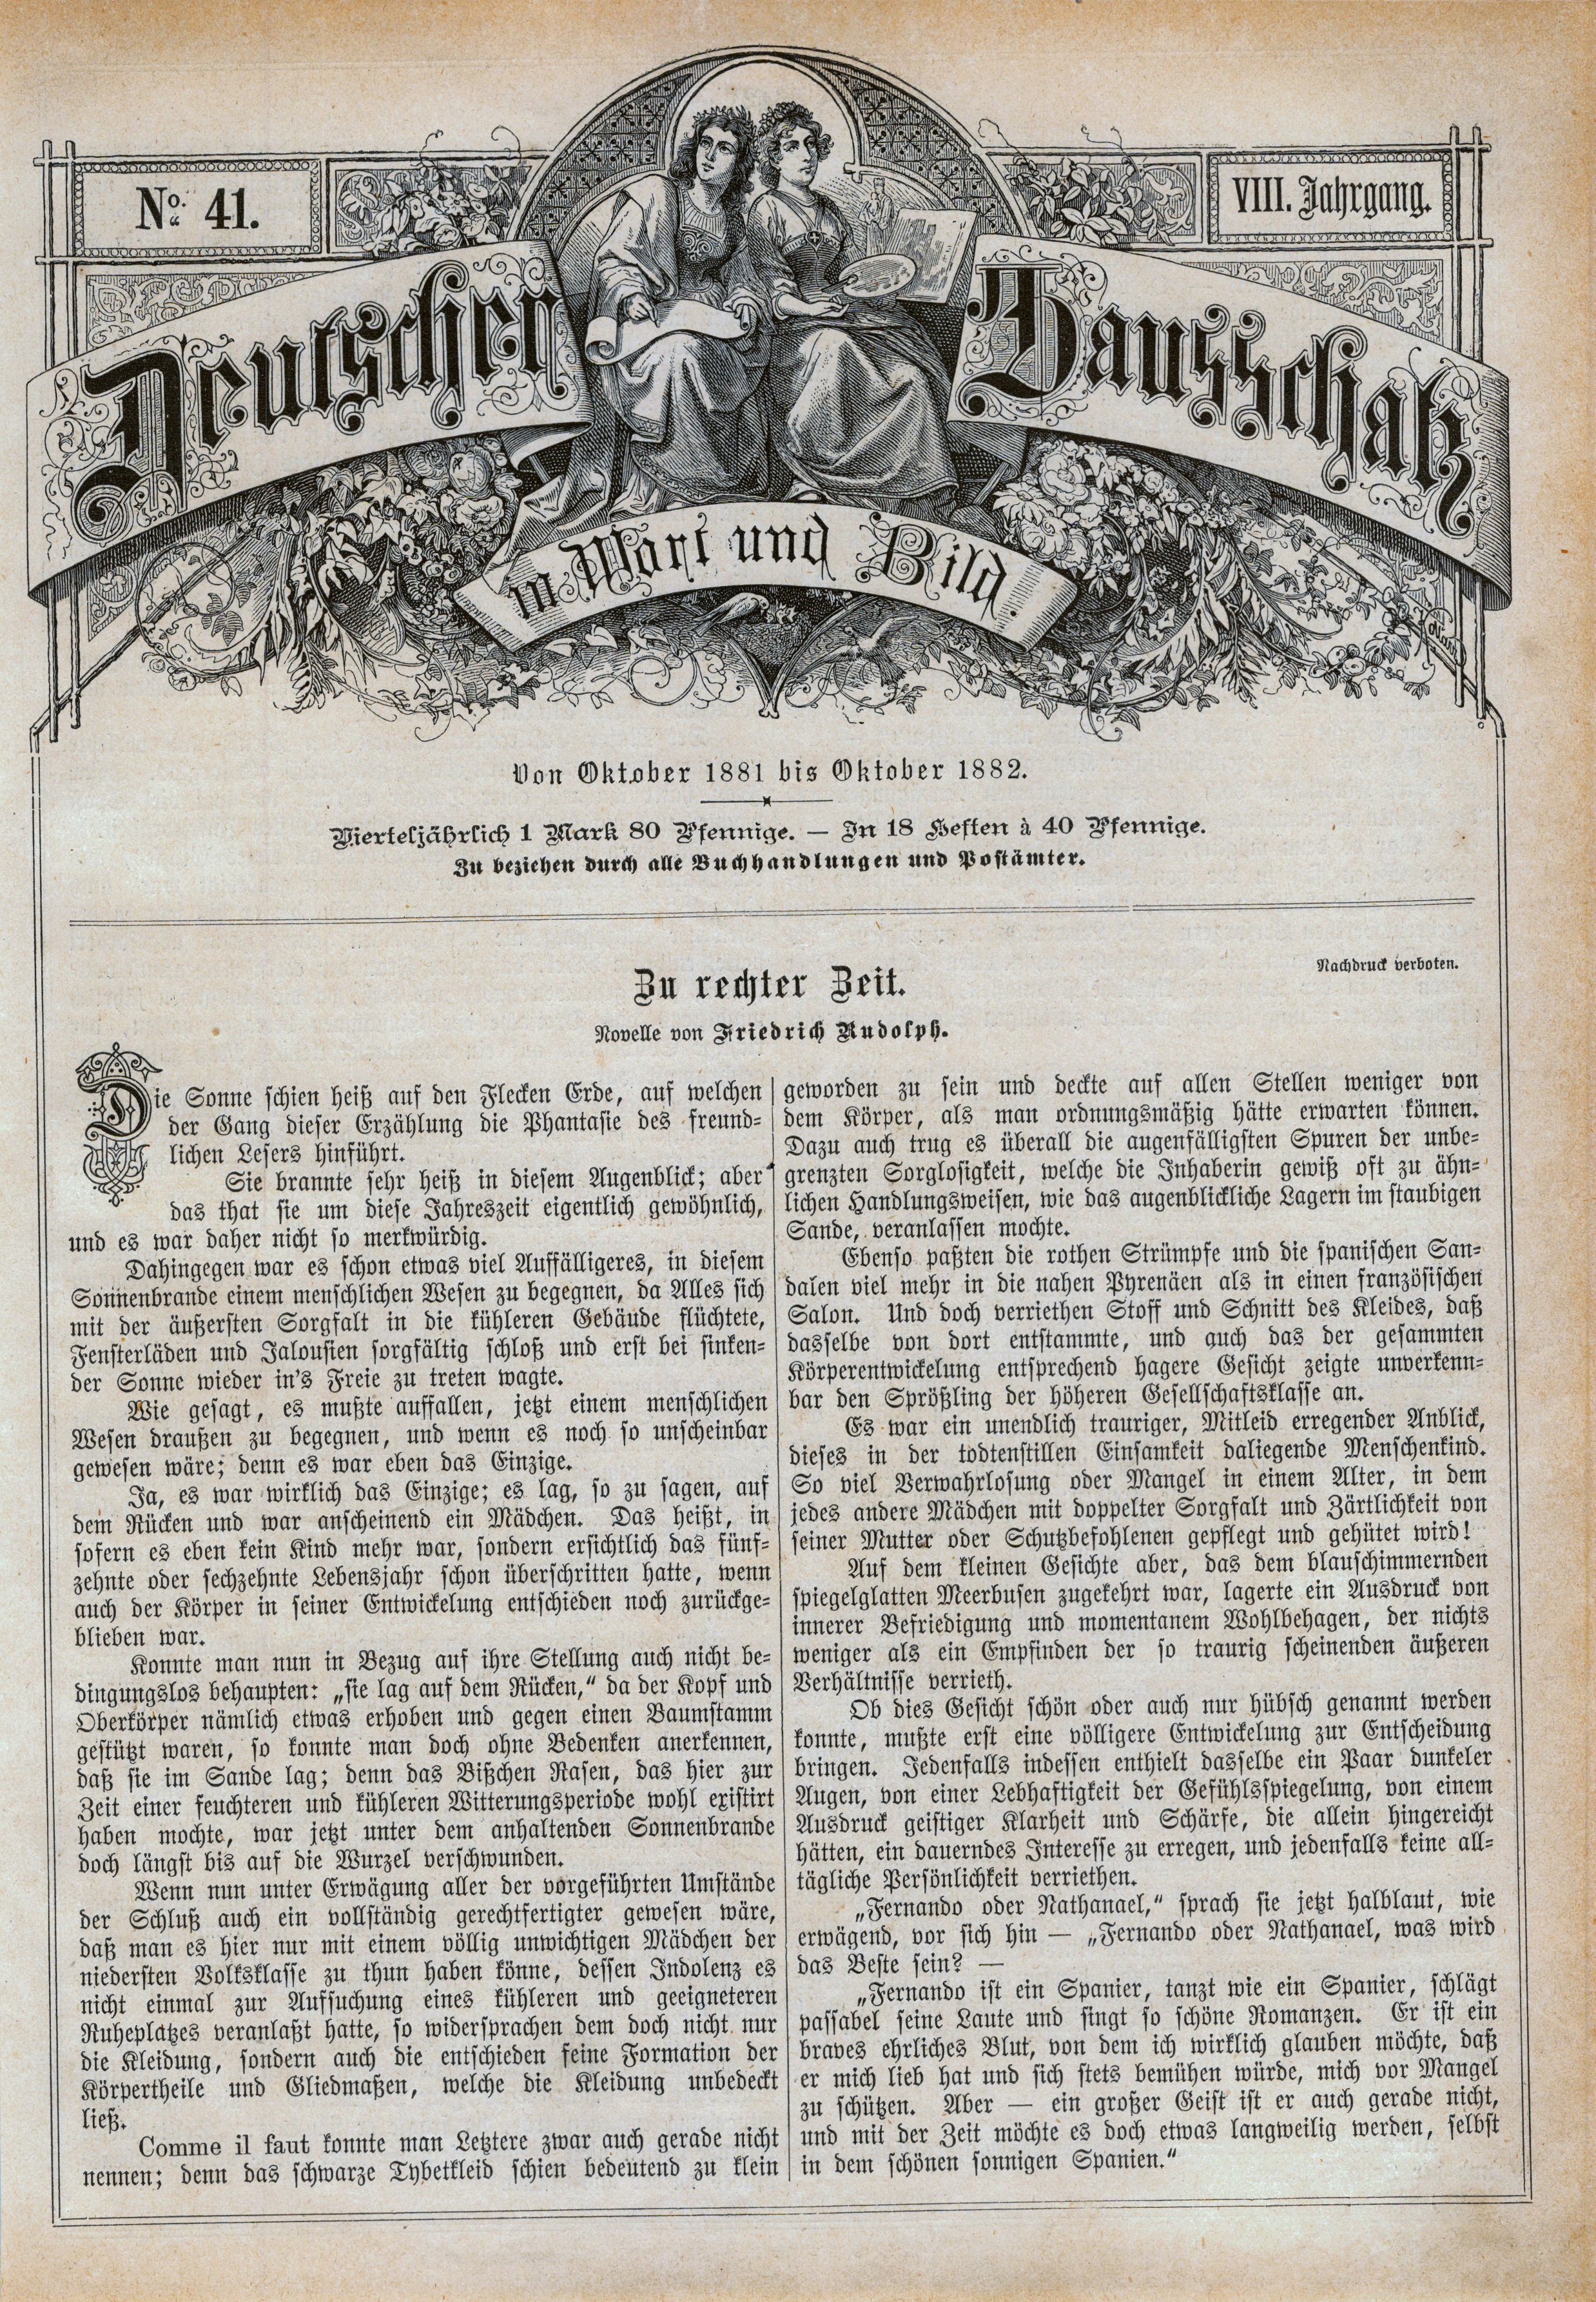 No. 41.
VIII. Jahrgang.
Deutscher Hausschatz
in Wort und Bild.
Von Oktober 1881 bis Oktober 1882.
Vierteljährlich 1 Mark 80 Pfennige. — In 18 Heften à 40 Pfennige.
Zu beziehen durch alle Buchhandlungen und Postämter.
Nachdruck verboten.
Zu rechter Zeit.
Novelle von Friedrich Rudolph.
Die Sonne schien heiß auf den Flecken Erde, auf welchen
der Gang dieser Erzählung die Phantasie des freund-
lichen Lesers hinführt.
Sie brannte sehr heiß in diesem Augenblick; aber
das that sie um diese Jahreszeit eigentlich gewöhnlich,
und es war daher nicht so merkwürdig.
Dahingegen war es schon etwas viel Auffälligeres, in diesem
Sonnenbrande einem menschlichen Wesen zu begegnen, da Alles sich
mit der äußersten Sorgfalt in die kühleren Gebäude flüchtete,
Fensterläden und Jalousien sorgfältig schloß und erst bei sinken-
der Sonne wieder in's Freie zu treten wagte.
Wie gesagt, es mußte auffallen, jetzt einem menschlichen
Wesen draußen zu begegnen, und wenn es noch so unscheinbar
gewesen wäre; denn es war eben das Einzige.
Ja, es war wirklich das Einzige; es lag, so zu sagen, auf
dem Rücken und war anscheinend ein Mädchen. Das heißt, in
sofern es eben kein Kind mehr war, sondern ersichtlich das fünf-
zehnte oder sechzehnte Lebensjahr schon überschritten hatte, wenn
auch der Körper in seiner Entwickelung entschieden noch zurückge-
blieben war.
Konnte man nun in Bezug auf ihre Stellung auch nicht be-
dingungslos behaupten: „sie lag auf dem Rücken,“ da der Kopf und
Oberkörper nämlich etwas erhoben und gegen einen Baumstamm
gestützt waren, so konnte man doch ohne Bedenken anerkennen,
daß sie im Sande lag; denn das Bißchen Rasen, das hier zur
Zeit einer feuchteren und kühleren Witterungsperiode wohl existirt
haben mochte, war jetzt unter dem anhaltenden Sonnenbrande
doch längst bis auf die Wurzel verschwunden.
Wenn nun unter Erwägung aller der vorgeführten Umstände
der Schluß auch ein vollständig gerechtfertigter gewesen wäre,
daß man es hier nur mit einem völlig unwichtigen Mädchen der
niedersten Volksklasse zu thun haben könne, dessen Indolenz es
nicht einmal zur Aufsuchung eines kühleren und geeigneteren
Ruheplatzes veranlaßt hatte, so widersprachen dem doch nicht nur
die Kleidung, sondern auch die entschieden feine Formation der
Körpertheile und Gliedmaßen, welche die Kleidung unbedeckt
ließ.
Comme il faut konnte man Letztere zwar auch gerade nicht
nennen; denn das schwarze Tybetkleid schien bedeutend zu klein
geworden zu sein und deckte auf allen Stellen weniger von
dem Körper, als man ordnungsmäßig hätte erwarten können.
Dazu auch trug es überall die augenfälligsten Spuren der unbe-
grenzten Sorglosigkeit, welche die Inhaberin gewiß oft zu ähn-
lichen Handlungsweisen, wie das augenblickliche Lagern im staubigen
Sande, veranlassen mochte.
Ebenso paßten die rothen Strümpfe und die spanischen San-
dalen viel mehr in die nahen Pyrenäen als in einen französischen
Salon. Und doch verriethen Stoff und Schnitt des Kleides, daß
dasselbe von dort entstammte, und auch das der gesammten
Körperentwickelung entsprechend hagere Gesicht zeigte unverkenn-
bar den Sprößling der höheren Gesellschaftsklasse an.
Es war ein unendlich trauriger, Mitleid erregender Anblick,
dieses in der todtenstillen Einsamkeit daliegende Menschenkind.
So viel Verwahrlosung oder Mangel in einem Alter, in dem
jedes andere Mädchen mit doppelter Sorgfalt und Zärtlichkeit von
seiner Mutter oder Schutzbefohlenen gepflegt und gehütet wird!
Auf dem kleinen Gesichte aber, das dem blauschimmernden
spiegelglatten Meerbusen zugekehrt war, lagerte ein Ausdruck von
innerer Befriedigung und momentanem Wohlbehagen, der nichts
weniger als ein Empfinden der so traurig scheinenden äußeren
Verhältnisse verrieth.
Ob dies Gesicht schön oder auch nur hübsch genannt werden
konnte, mußte erst eine völligere Entwickelung zur Entscheidung
bringen. Jedenfalls indessen enthielt dasselbe ein Paar dunkeler
Augen, von einer Lebhaftigkeit der Gefühlsspiegelung, von einem
Ausdruck geistiger Klarheit und Schärfe, die allein hingereicht
hätten, ein dauerndes Interesse zu erregen, und jedenfalls keine all-
tägliche Persönlichkeit verriethen.
„Fernando oder Nathanael,“ sprach sie jetzt halblaut, wie
erwägend, vor sich hin — „Fernando oder Nathanael, was wird
das Beste sein? —
„Fernando ist ein Spanier, tanzt wie ein Spanier, schlägt
passabel seine Laute und singt so schöne Romanzen. Er ist ein
braves ehrliches Blut, von dem ich wirklich glauben möchte, daß
er mich lieb hat und sich stets bemühen würde, mich vor Mangel
zu schützen. Aber — ein großer Geist ist er auch gerade nicht,
und mit der Zeit möchte es doch etwas langweilig werden, selbst
in dem schönen sonnigen Spanien.“